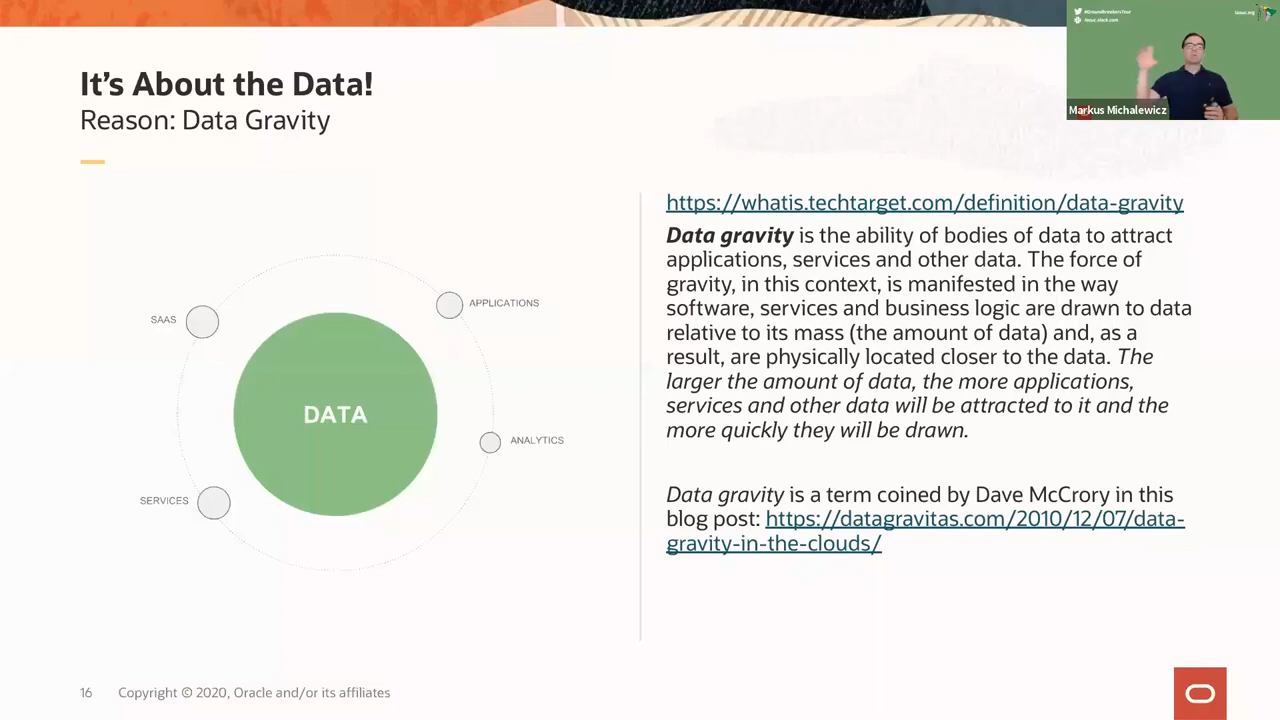 #GroundbreakersTour
laouc.slack.com
laouc.org
Markus Michalewicz
It's About the Data!
Reason: Data Gravity
SAAS
APPLICATIONS
DATA
ANALYTICS
SERVICES
https://whatis.techtarget.com/definition/data-gravity
Data gravity is the ability of bodies of data to attract
applications, services and other data. The force of
gravity, in this context, is manifested in the way
software, services and business logic are drawn to data
relative to its mass (the amount of data) and, as a
result, are physically located closer to the data. The
larger the amount of data, the more applications,
services and other data will be attracted to it and the
more quickly they will be drawn.
Data gravity is a term coined by Dave McCrory in this
blog post: https://datagravitas.com/2010/12/07/data-
gravity-in-the-clouds/
16 Copyright © 2020, Oracle and/or its affiliates